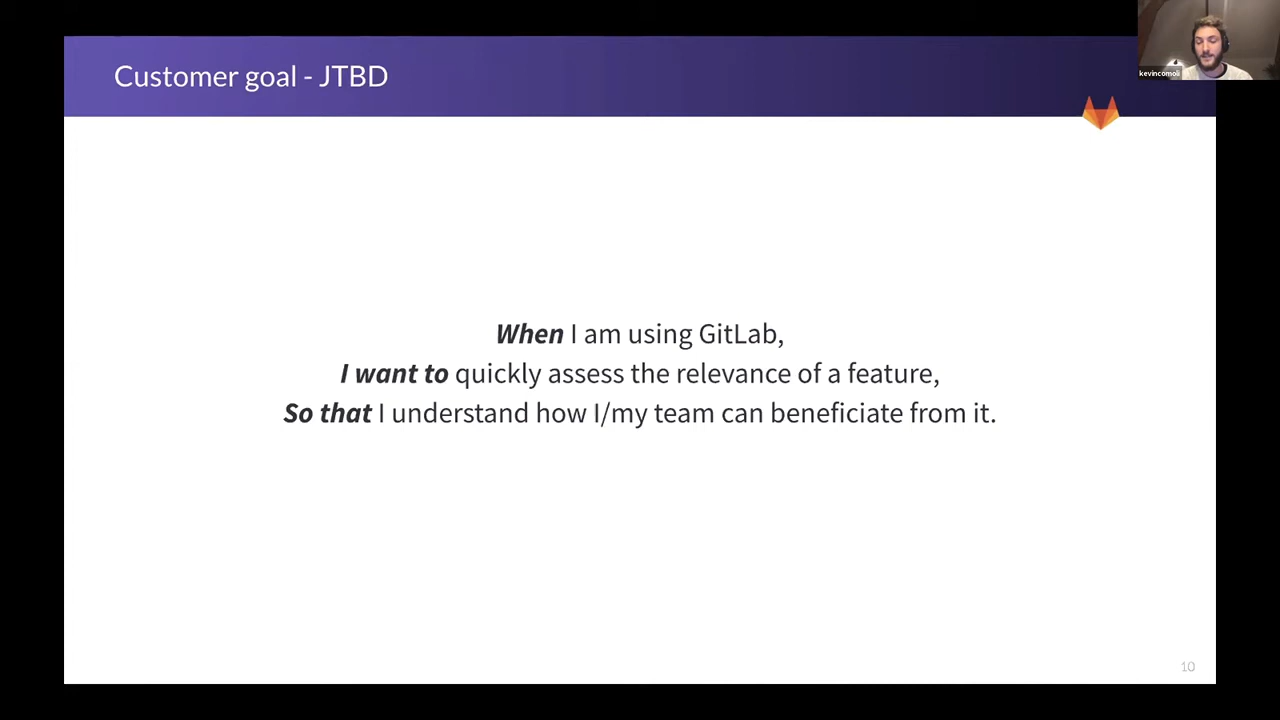 Customer goal - JTBD
kevincomoli
When I am using GitLab,
I want to quickly assess the relevance of a feature,
So that I understand how I/my team can beneficiate from it.
10